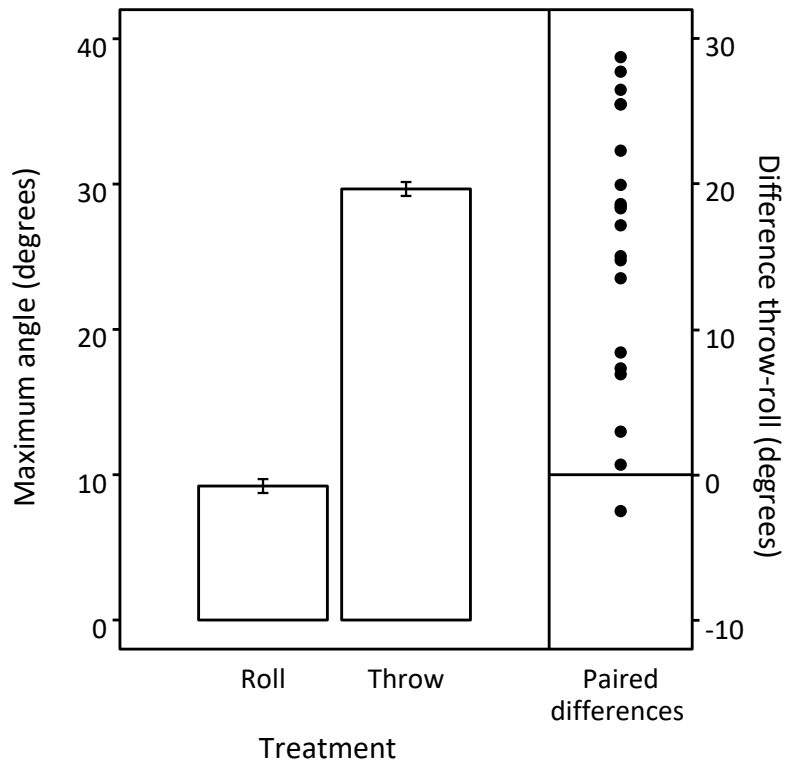 Maximum angle (degrees)
40
30
20
10
0
Roll
Throw
Treatment
Paired
differences
30
20
10
0
-10
Difference throw-roll (degrees)